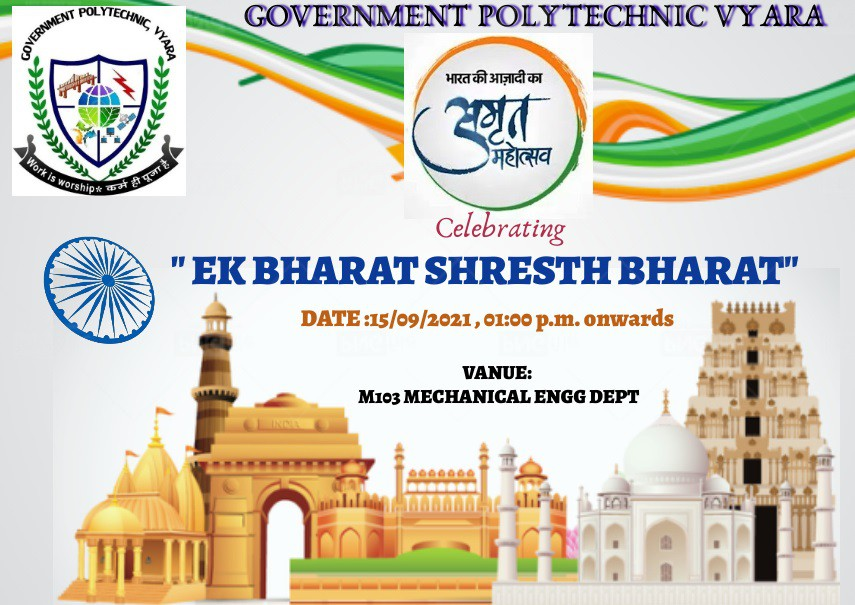 GOVERNMENT POLYTECHNIC VYARA
GOVERNMENT POLYTECHNIC, VYARA
Work is worship* कर्म ही पूजा है
भारत की आज़ादी का
अमृत
महोत्सव
Celebrating
" EK BHARAT SHRESTH BHARAT"
DATE :15/09/2021 , 01:00 p.m. onwards
VANUE:
M103 MECHANICAL ENGG DEPT
INDIA